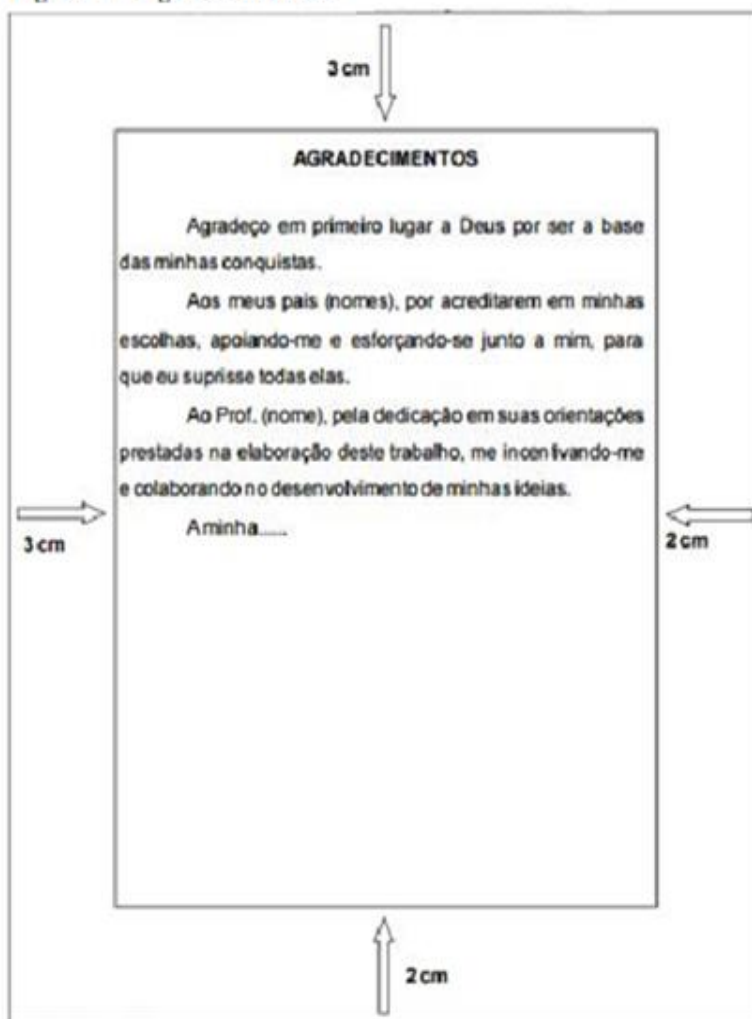 3 cm
AGRADECIMENTOS
Agradeço em primeiro lugar a Deus por ser a base
das minhas conquistas.
Aos meus pais (nomes), por acreditarem em minhas
escolhas, apoiando-me e esforçando-se junto a mim, para
que eu suprisse todas elas.
Ao Prof. (nome), pela dedicação em suas orientações
prestadas na elaboração deste trabalho, me incentivando-me
e colaborando no desenvolvimento de minhas ideias.
A minha......
3 cm
2 cm
2 cm